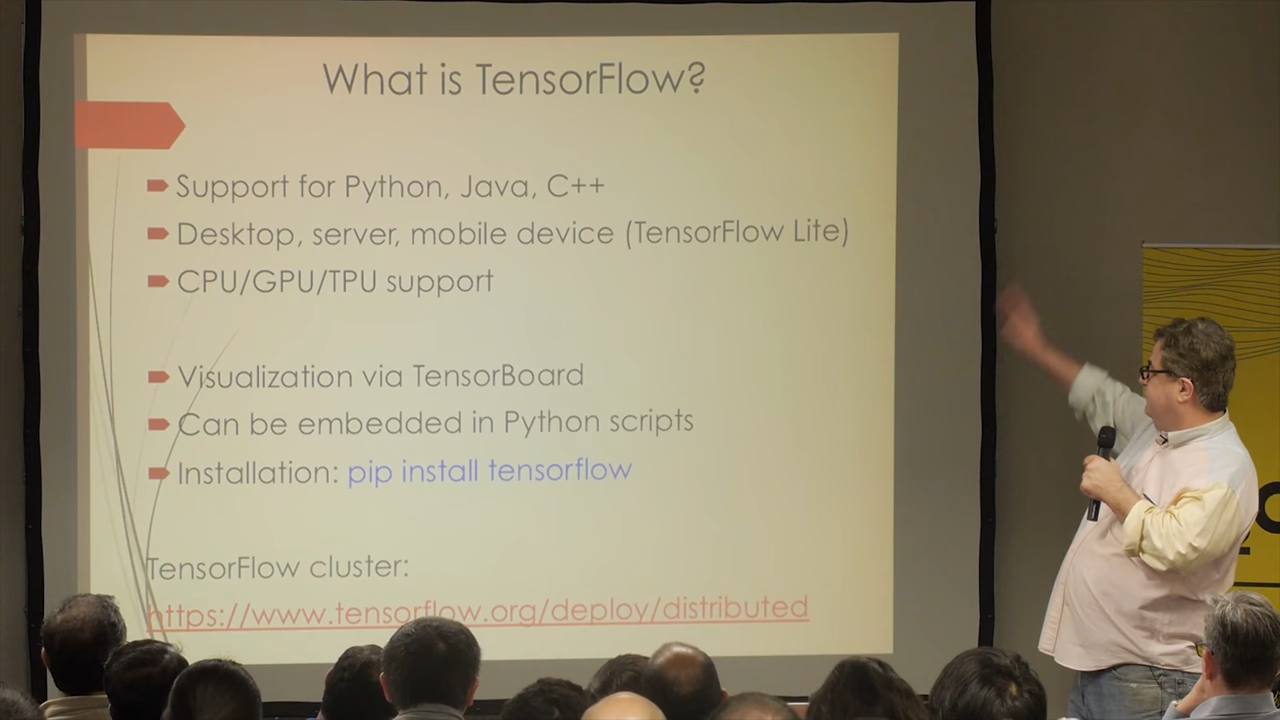 What is TensorFlow?
Support for Python, Java, C++
Desktop, server, mobile device (TensorFlow Lite)
CPU/GPU/TPU support
Visualization via TensorBoard
Can be embedded in Python scripts
Installation: pip install tensorflow
TensorFlow cluster:
https://www.tensorflow.org/deploy/distributed